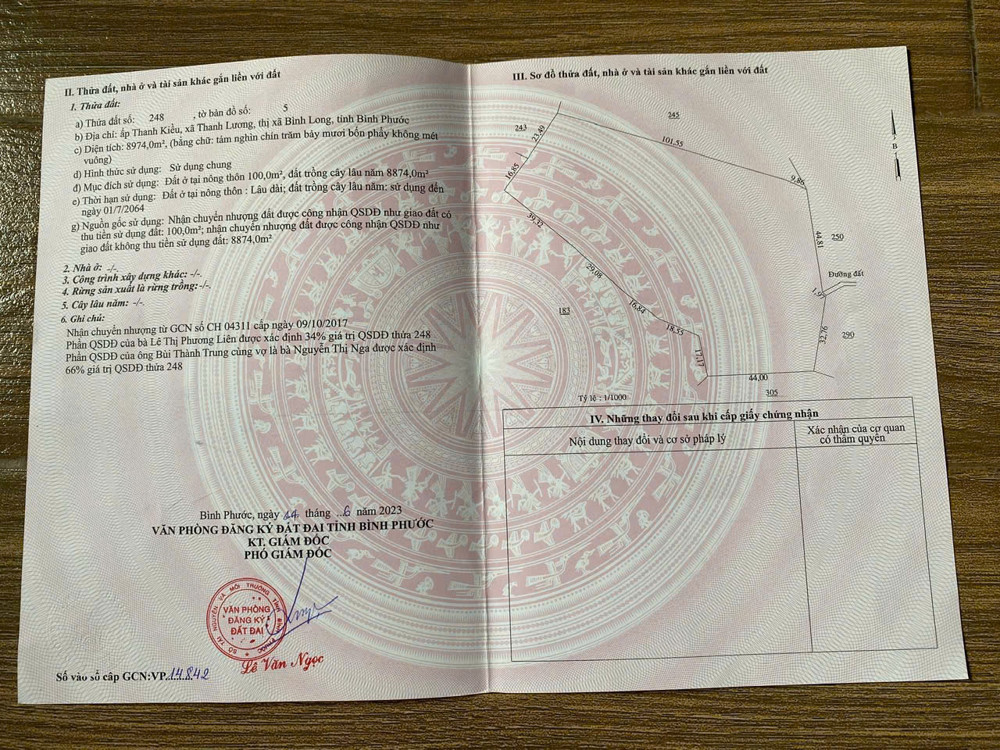 II. Thửa đất, nhà ở và tài sản khác gắn liền với đất
1. Thửa đất:
a) Thửa đất số: 248 , tờ bản đồ số: 5
b) Địa chỉ: ấp Thanh Kiều, xã Thanh Lương, thị xã Bình Long, tỉnh Bình Phước
c) Diện tích: 8974,0m², (bằng chữ: tám nghìn chín trăm bảy mươi bốn phẩy không mét
vuông)
d) Hình thức sử dụng: Sử dụng chung
đ) Mục đích sử dụng: Đất ở tại nông thôn 100,0m², đất trồng cây lâu năm 8874,0m²
e) Thời hạn sử dụng: Đất ở tại nông thôn : Lâu dài; đất trồng cây lâu năm: sử dụng đến
ngày 01/7/2064
g) Nguồn gốc sử dụng: Nhận chuyển nhượng đất được công nhận QSDĐ như giao đất có
thu tiền sử dụng đất: 100,0m²; nhận chuyển nhượng đất được công nhận QSDĐ như
giao đất không thu tiền sử dụng đất: 8874,0m²
2. Nhà ở: -/-
3. Công trình xây dựng khác: -/-
4. Rừng sản xuất là rừng trồng:-/-
5. Cây lâu năm: -/-
6. Ghi chú:
Nhận chuyển nhượng từ GCN số CH 04311 cấp ngày 09/10/2017
Phần QSDĐ của bà Lê Thị Phương Liên được xác định 34% giá trị QSDĐ thửa 248
Phần QSDĐ của ông Bùi Thành Trung cùng vợ là bà Nguyễn Thị Nga được xác định
66% giá trị QSDĐ thửa 248
Bình Phước, ngày 14 tháng 6 năm 2023
VĂN PHÒNG ĐĂNG KÝ ĐẤT ĐAI TỈNH BÌNH PHƯỚC
KT. GIÁM ĐỐC
PHÓ GIÁM ĐỐC
VĂN PHÒNG
ĐĂNG KÝ
ĐẤT ĐAI
Lê Văn Ngọc
Số vào sổ cấp GCN:VP 14842
III. Sơ đồ thửa đất, nhà ở và tài sản khác gắn liền với đất
243
245
23,49
101,55
16,85
9,86
39,32
44,81
250
29,08
Đường đất
1,97
183
16,84
18,55
32,76
290
17,17
44,00
305
Tỷ lệ : 1/1000
B
IV. Những thay đổi sau khi cấp giấy chứng nhận
Nội dung thay đổi và cơ sở pháp lý
Xác nhận của cơ quan
có thẩm quyền